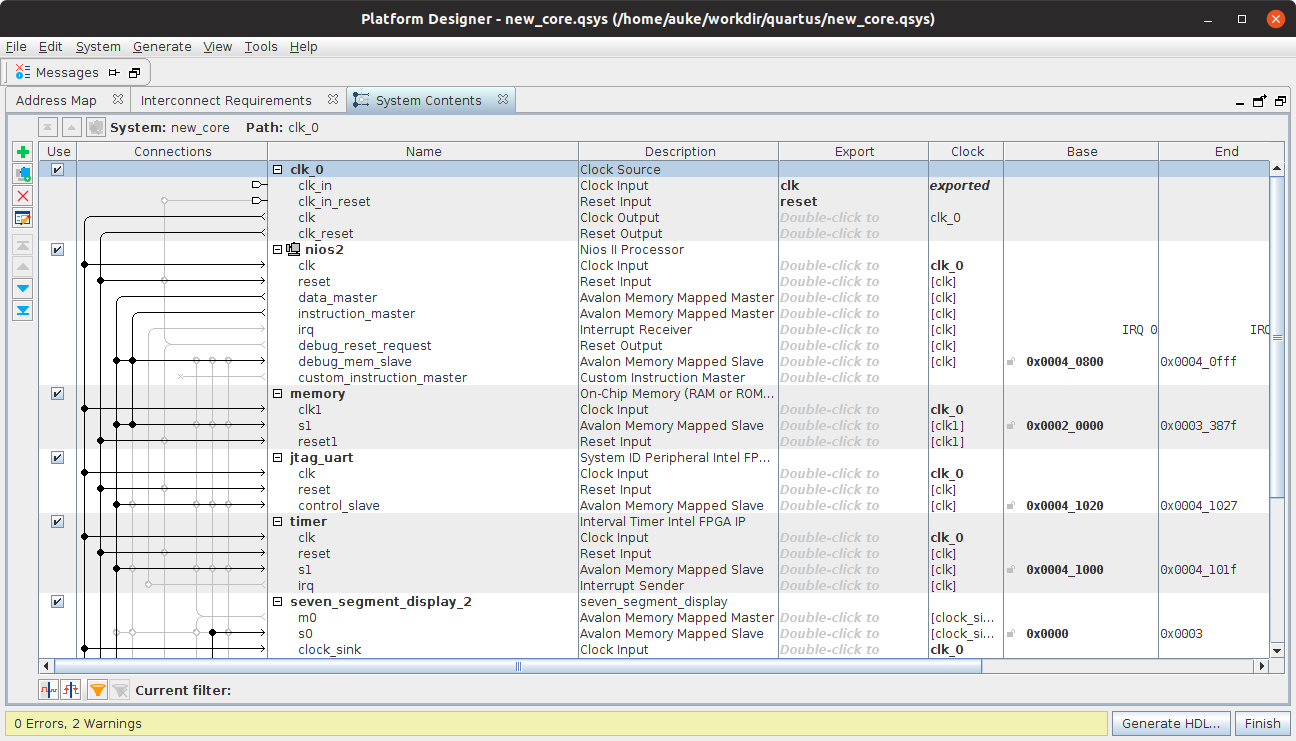 Platform Designer - new_core.qsys (/home/auke/workdir/quartus/new_core.qsys)
File Edit System Generate View Tools Help
Messages
Address Map Interconnect Requirements System Contents
System: new_core Path: clk_0
Use Connections Name Description Export Clock Base End
clk_0 Clock Source
clk_in Clock Input clk exported
clk_in_reset Reset Input reset
clk Clock Output Double-click to clk_0
clk_reset Reset Output Double-click to
nios2 Nios II Processor
clk Clock Input Double-click to clk_0
reset Reset Input Double-click to [clk]
data_master Avalon Memory Mapped Master Double-click to [clk]
instruction_master Avalon Memory Mapped Master Double-click to [clk]
irq Interrupt Receiver Double-click to [clk] IRQ 0 IRQ
debug_reset_request Reset Output Double-click to [clk]
debug_mem_slave Avalon Memory Mapped Slave Double-click to [clk] 0x0004_0800 0x0004_0fff
custom_instruction_master Custom Instruction Master Double-click to
memory On-Chip Memory (RAM or ROM...
clk1 Clock Input Double-click to clk_0
s1 Avalon Memory Mapped Slave Double-click to [clk1] 0x0002_0000 0x0003_387f
reset1 Reset Input Double-click to [clk1]
jtag_uart System ID Peripheral Intel FP...
clk Clock Input Double-click to clk_0
reset Reset Input Double-click to [clk]
control_slave Avalon Memory Mapped Slave Double-click to [clk] 0x0004_1020 0x0004_1027
timer Interval Timer Intel FPGA IP
clk Clock Input Double-click to clk_0
reset Reset Input Double-click to [clk]
s1 Avalon Memory Mapped Slave Double-click to [clk] 0x0004_1000 0x0004_101f
irq Interrupt Sender Double-click to [clk]
seven_segment_display_2 seven_segment_display
m0 Avalon Memory Mapped Master Double-click to [clock_si...
s0 Avalon Memory Mapped Slave Double-click to [clock_si... 0x0000 0x0003
clock_sink Clock Input Double-click to clk_0
Current filter:
0 Errors, 2 Warnings Generate HDL... Finish